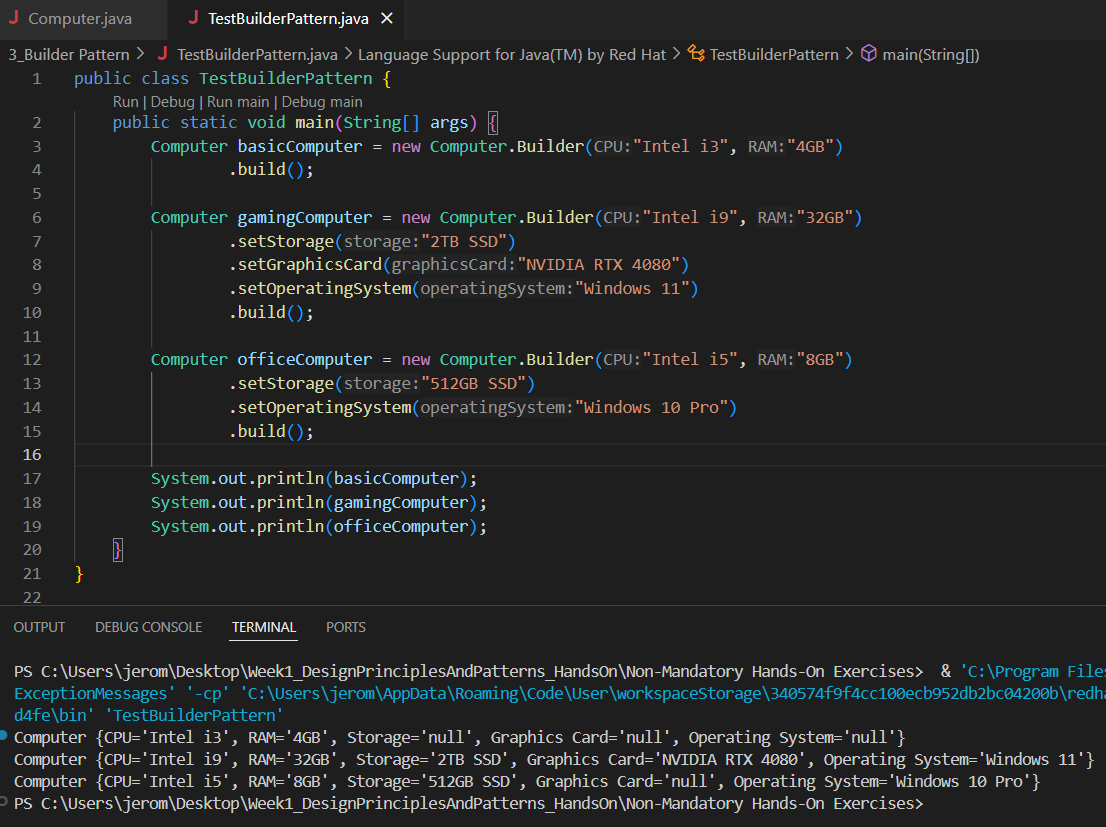 Computer.java TestBuilderPattern.java
3_Builder Pattern > TestBuilderPattern.java > Language Support for Java(TM) by Red Hat > TestBuilderPattern > main(String[])
1 public class TestBuilderPattern {
Run | Debug | Run main | Debug main
2 public static void main(String[] args) {
3 Computer basicComputer = new Computer.Builder(CPU:"Intel i3", RAM:"4GB")
4 .build();
5
6 Computer gamingComputer = new Computer.Builder(CPU:"Intel i9", RAM:"32GB")
7 .setStorage(storage:"2TB SSD")
8 .setGraphicsCard(graphicsCard:"NVIDIA RTX 4080")
9 .setOperatingSystem(operatingSystem:"Windows 11")
10 .build();
11
12 Computer officeComputer = new Computer.Builder(CPU:"Intel i5", RAM:"8GB")
13 .setStorage(storage:"512GB SSD")
14 .setOperatingSystem(operatingSystem:"Windows 10 Pro")
15 .build();
16
17 System.out.println(basicComputer);
18 System.out.println(gamingComputer);
19 System.out.println(officeComputer);
20 }
21 }
22
OUTPUT DEBUG CONSOLE TERMINAL PORTS
PS C:\Users\jerom\Desktop\Week1_DesignPrinciplesAndPatterns_HandsOn\Non-Mandatory Hands-On Exercises> & 'C:\Program Files
ExceptionMessages' '-cp' 'C:\Users\jerom\AppData\Roaming\Code\User\workspaceStorage\340574f9f4cc100ecb952db2bc04200b\redha
d4fe\bin' 'TestBuilderPattern'
Computer {CPU='Intel i3', RAM='4GB', Storage='null', Graphics Card='null', Operating System='null'}
Computer {CPU='Intel i9', RAM='32GB', Storage='2TB SSD', Graphics Card='NVIDIA RTX 4080', Operating System='Windows 11'}
Computer {CPU='Intel i5', RAM='8GB', Storage='512GB SSD', Graphics Card='null', Operating System='Windows 10 Pro'}
PS C:\Users\jerom\Desktop\Week1_DesignPrinciplesAndPatterns_HandsOn\Non-Mandatory Hands-On Exercises>